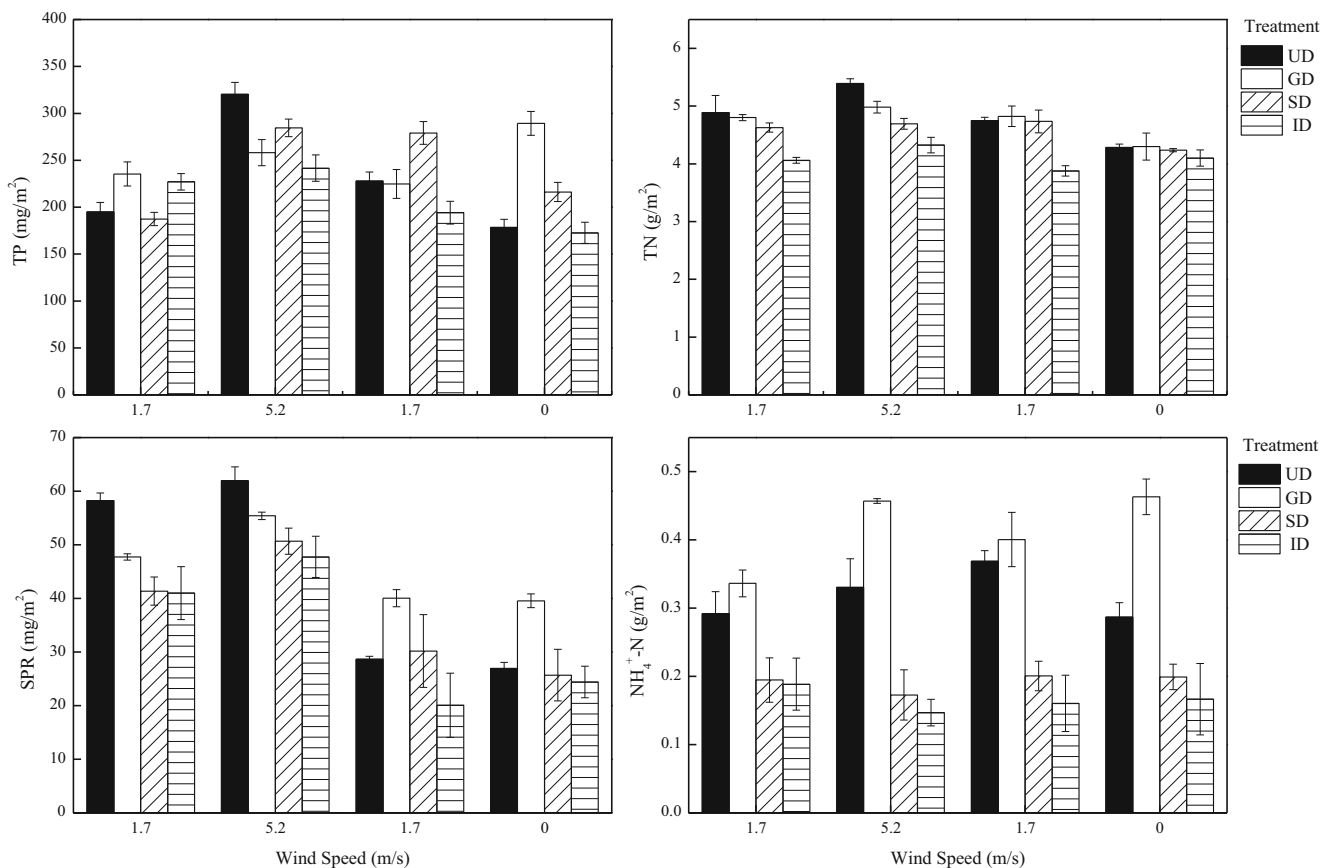 400
350
300
250
200
150
100
50
0
TP (mg/m²)
1.7 5.2 1.7 0
6
5
4
3
2
1
0
TN (g/m²)
1.7 5.2 1.7 0
Treatment
UD
GD
SD
ID
70
60
50
40
30
20
10
0
SPR (mg/m²)
1.7 5.2 1.7 0
Wind Speed (m/s)
0.5
0.4
0.3
0.2
0.1
0.0
NH₄⁺-N (g/m²)
1.7 5.2 1.7 0
Wind Speed (m/s)
Treatment
UD
GD
SD
ID